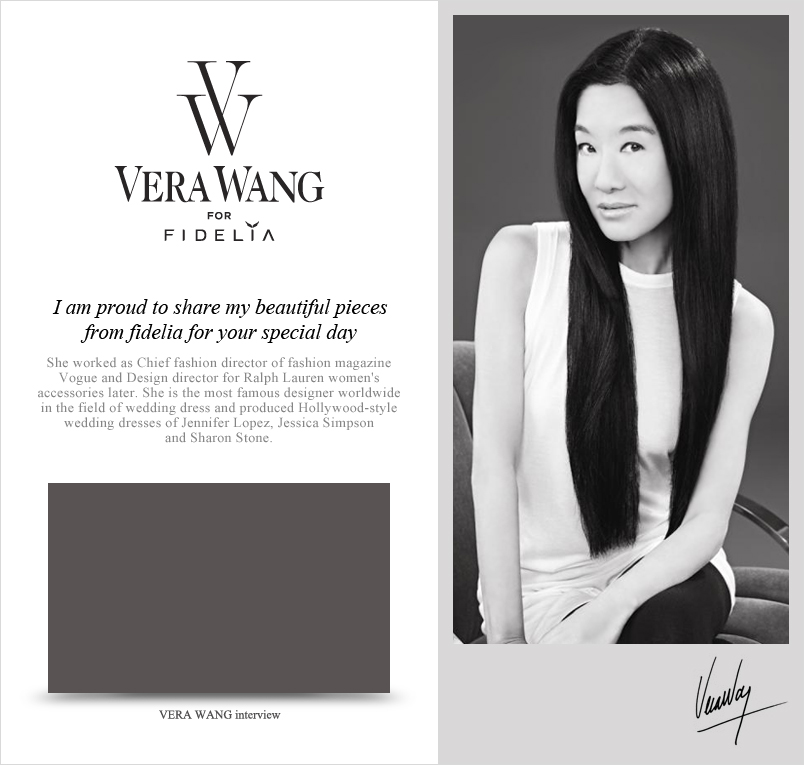 VERA WANG
FOR
FIDELIA
I am proud to share my beautiful pieces
from fidelia for your special day
She worked as Chief fashion director of fashion magazine
Vogue and Design director for Ralph Lauren women's
accessories later. She is the most famous designer worldwide
in the field of wedding dress and produced Hollywood-style
wedding dresses of Jennifer Lopez, Jessica Simpson
and Sharon Stone.
VERA WANG interview
Vera Wang